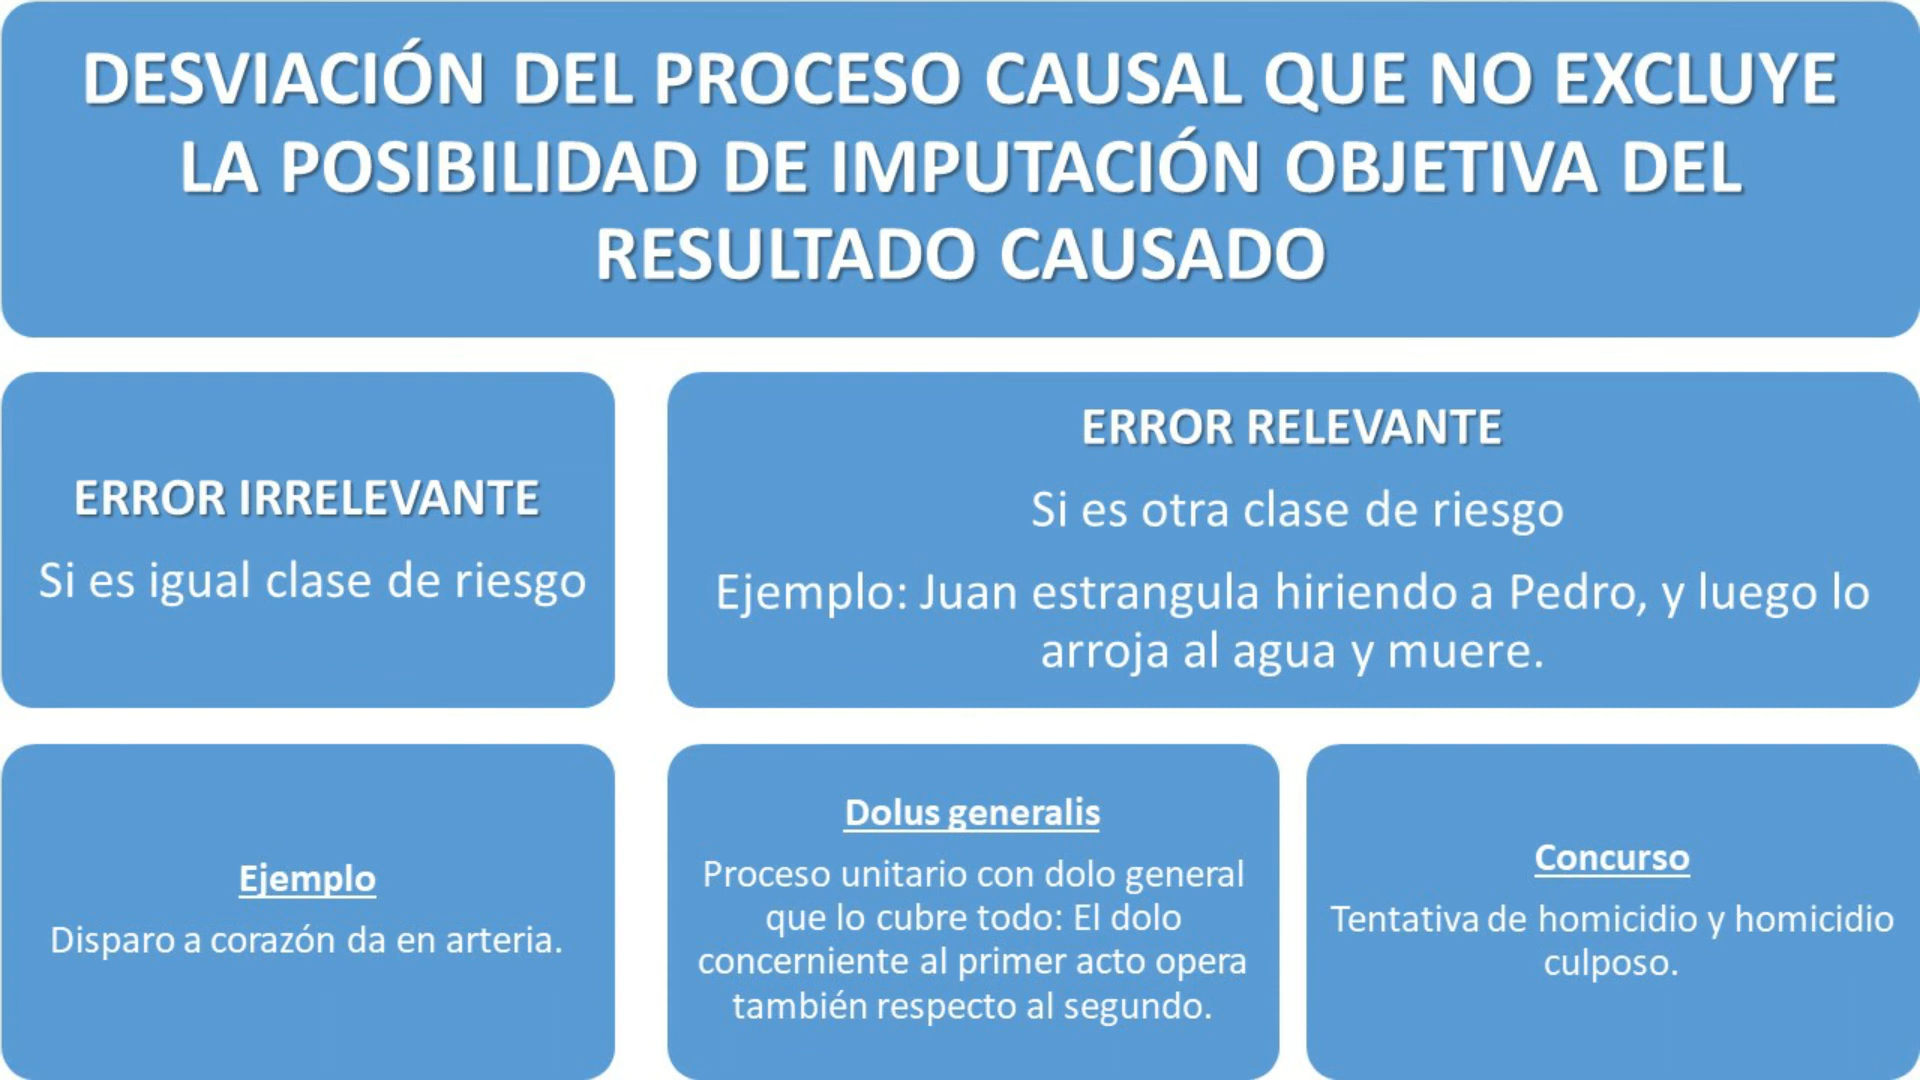 DESVIACIÓN DEL PROCESO CAUSAL QUE NO EXCLUYE
LA POSIBILIDAD DE IMPUTACIÓN OBJETIVA DEL
RESULTADO CAUSADO
ERROR IRRELEVANTE
Si es igual clase de riesgo
ERROR RELEVANTE
Si es otra clase de riesgo
Ejemplo: Juan estrangula hiriendo a Pedro, y luego lo
arroja al agua y muere.
Ejemplo
Disparo a corazón da en arteria.
Dolus generalis
Proceso unitario con dolo general
que lo cubre todo: El dolo
concerniente al primer acto opera
también respecto al segundo.
Concurso
Tentativa de homicidio y homicidio
culposo.